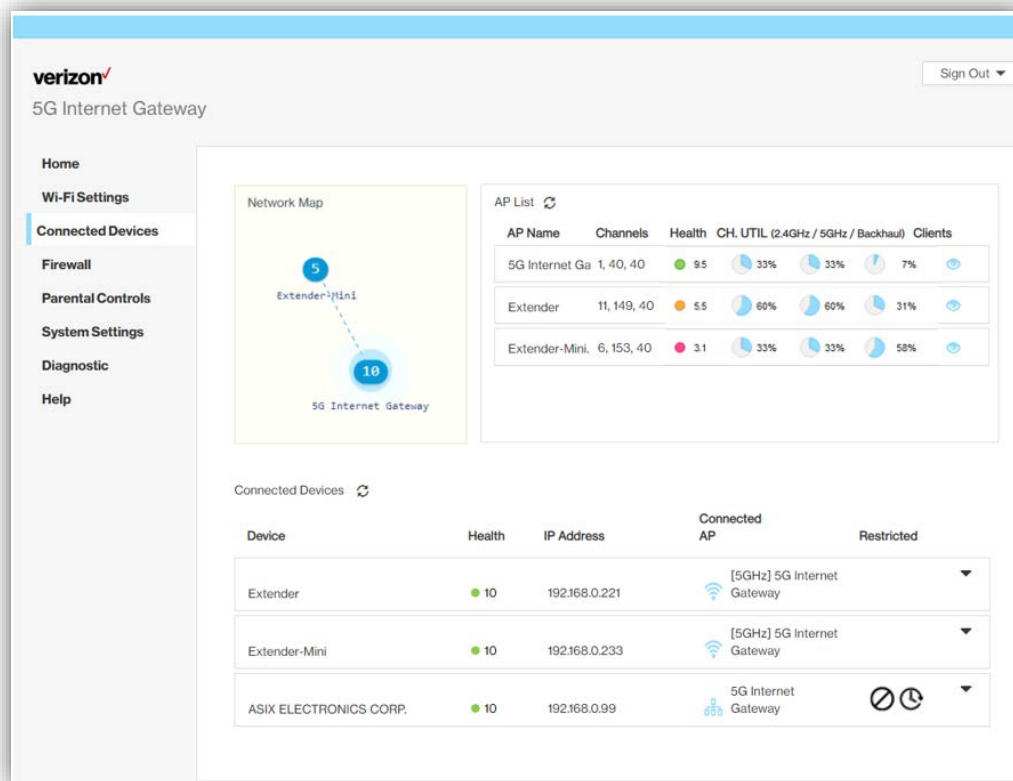 verizon
Sign Out
5G Internet Gateway
Home
Wi-Fi Settings
Connected Devices
Firewall
Parental Controls
System Settings
Diagnostic
Help
Network Map
5
Extender-Mini
10
5G Internet Gateway
AP List
AP Name Channels Health CH. UTIL (2.4GHz / 5GHz / Backhaul) Clients
5G Internet Ga 1, 40, 40 9.5 33% 33% 7%
Extender 11, 149, 40 5.5 60% 60% 31%
Extender-Mini. 6, 153, 40 3.1 33% 33% 58%
Connected Devices
Device Health IP Address Connected AP Restricted
Extender 10 192.168.0.221 [5GHz] 5G Internet Gateway
Extender-Mini 10 192.168.0.233 [5GHz] 5G Internet Gateway
ASIX ELECTRONICS CORP. 10 192.168.0.99 5G Internet Gateway